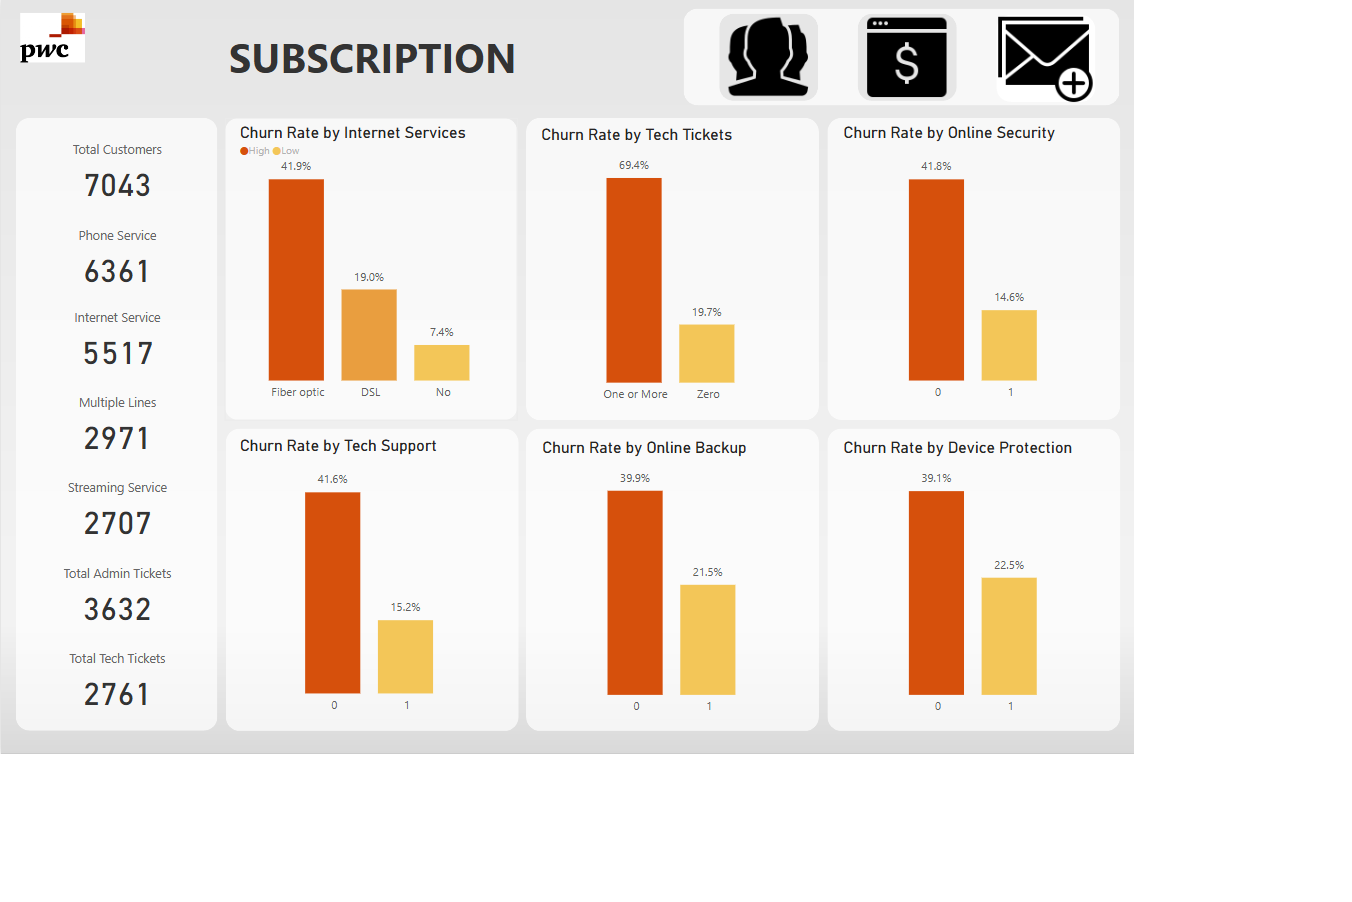 pwc
SUBSCRIPTION
$
Total Customers
7043
Phone Service
6361
Internet Service
5517
Multiple Lines
2971
Streaming Service
2707
Total Admin Tickets
3632
Total Tech Tickets
2761
Churn Rate by Internet Services
High Low
41.9%
19.0%
7.4%
Fiber optic DSL No
Churn Rate by Tech Tickets
69.4%
19.7%
One or More Zero
Churn Rate by Online Security
41.8%
14.6%
0 1
Churn Rate by Tech Support
41.6%
15.2%
0 1
Churn Rate by Online Backup
39.9%
21.5%
0 1
Churn Rate by Device Protection
39.1%
22.5%
0 1